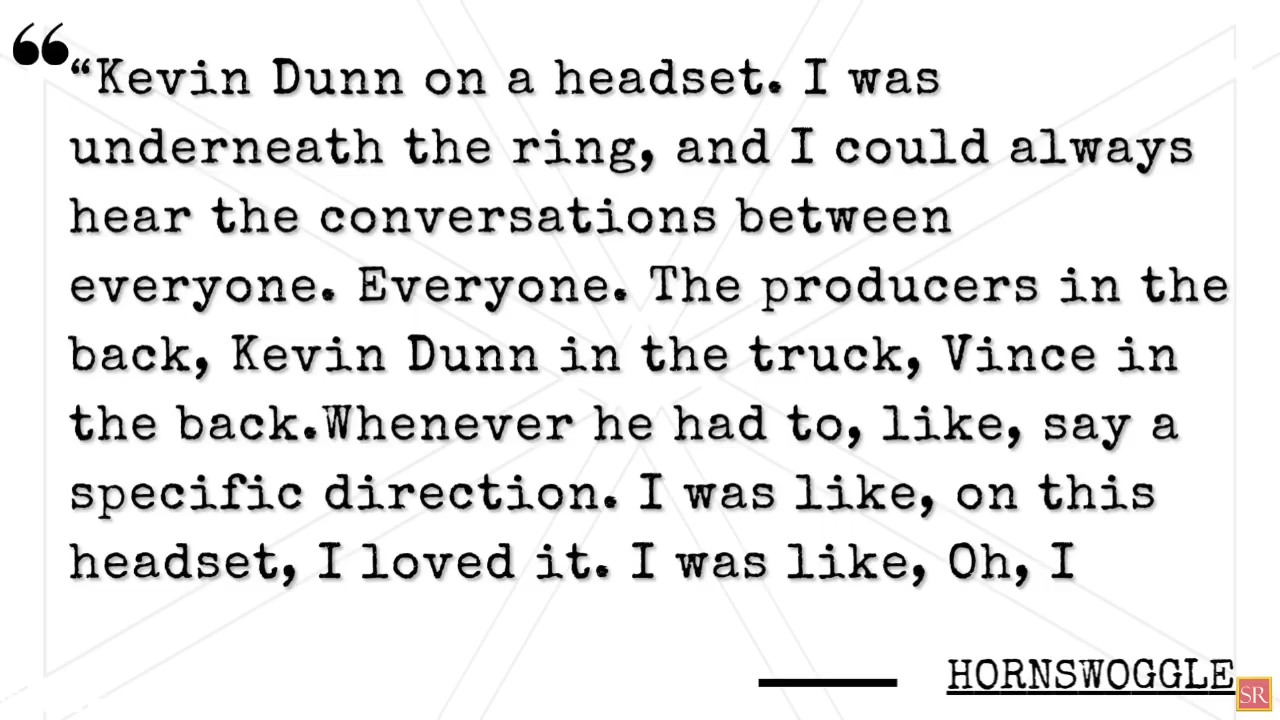 “Kevin Dunn on a headset. I was
underneath the ring, and I could always
hear the conversations between
everyone. Everyone. The producers in the
back, Kevin Dunn in the truck, Vince in
the back.Whenever he had to, like, say a
specific direction. I was like, on this
headset, I loved it. I was like, Oh, I
HORNSWOGGLE
SR